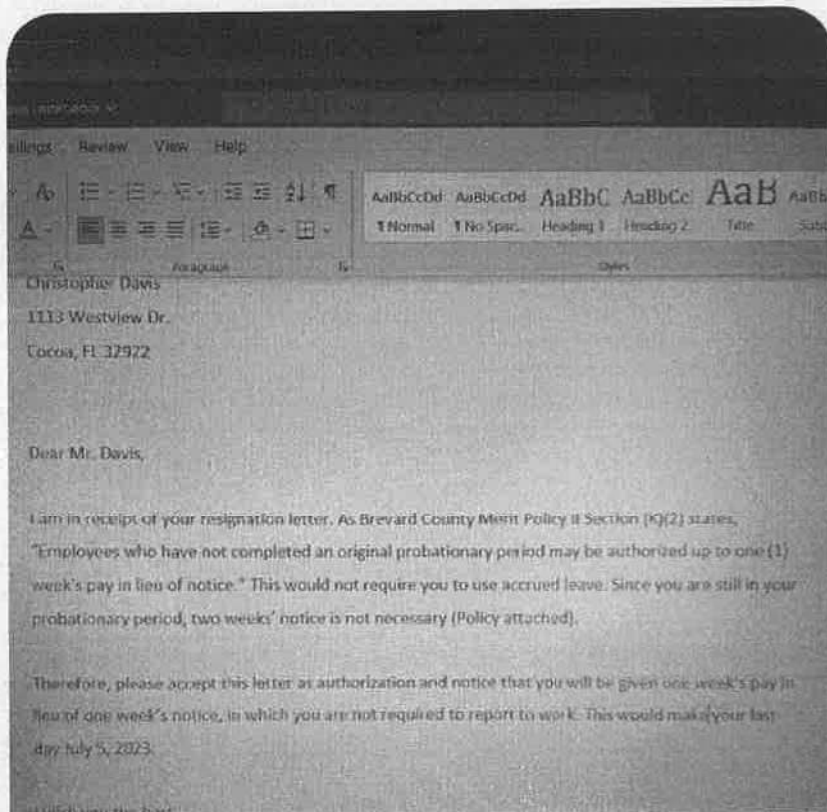 Review View Help
AaBbCcDd AaBbCcDd AaBbC AaBbCc AaB
¶ Normal ¶ No Spac... Heading 1 Heading 2 Title
Paragraph Styles
Christopher Davis
1113 Westview Dr.
Cocoa, FL 32922
Dear Mr. Davis,
I am in receipt of your resignation letter. As Brevard County Merit Policy II Section (K)(2) states,
"Employees who have not completed an original probationary period may be authorized up to one (1)
week's pay in lieu of notice." This would not require you to use accrued leave. Since you are still in your
probationary period, two weeks' notice is not necessary (Policy attached).
Therefore, please accept this letter as authorization and notice that you will be given one week's pay in
lieu of one week's notice, in which you are not required to report to work. This would make your last
day July 5, 2023.